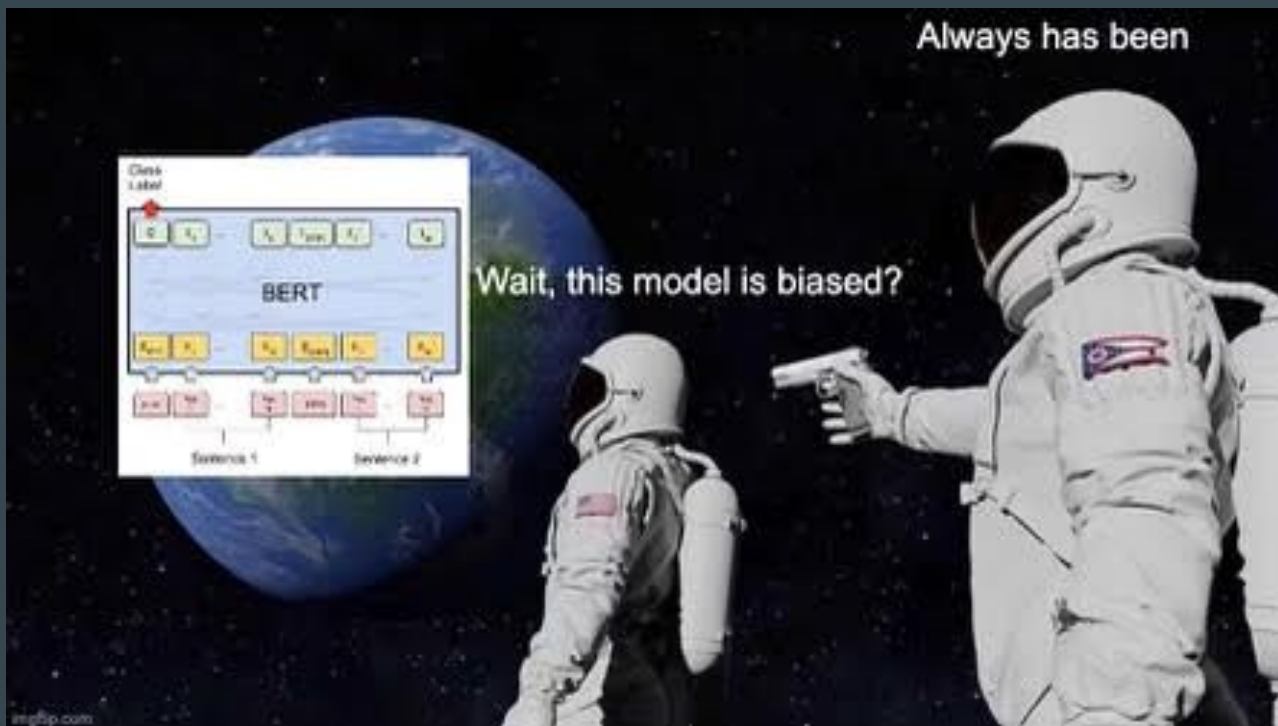 Always has been
Class
Label
BERT
Wait, this model is biased?
Sentence 1
Sentence 2
imgflip.com